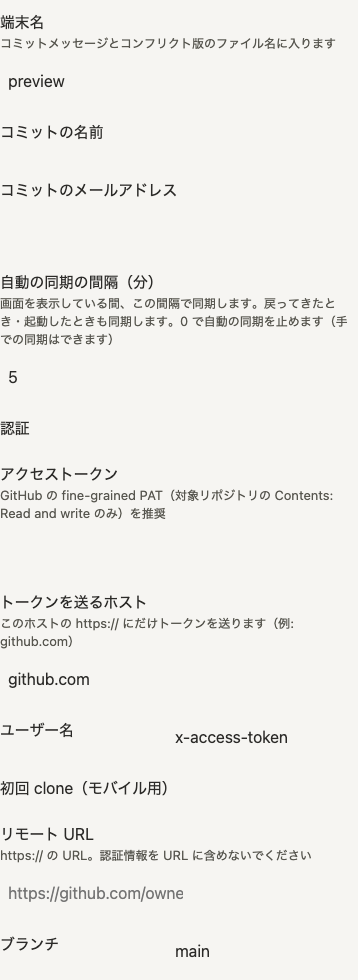 端末名
コミットメッセージとコンフリクト版のファイル名に入ります
preview
コミットの名前
コミットのメールアドレス
自動の同期の間隔（分）
画面を表示している間、この間隔で同期します。戻ってきたと
き・起動したときも同期します。0 で自動の同期を止めます（手
での同期はできます）
5
認証
アクセストークン
GitHub の fine-grained PAT（対象リポジトリの Contents:
Read and write のみ）を推奨
トークンを送るホスト
このホストの https:// にだけトークンを送ります（例:
github.com）
github.com
ユーザー名
x-access-token
初回 clone（モバイル用）
リモート URL
https:// の URL。認証情報を URL に含めないでください
https://github.com/owne
ブランチ
main